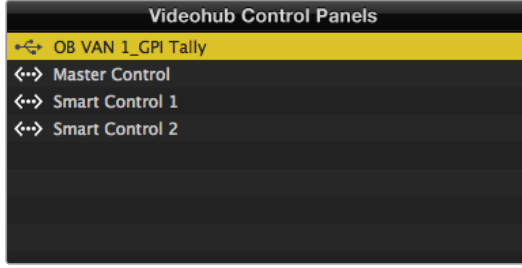 Videohub Control Panels
OB VAN 1_GPI Tally
Master Control
Smart Control 1
Smart Control 2